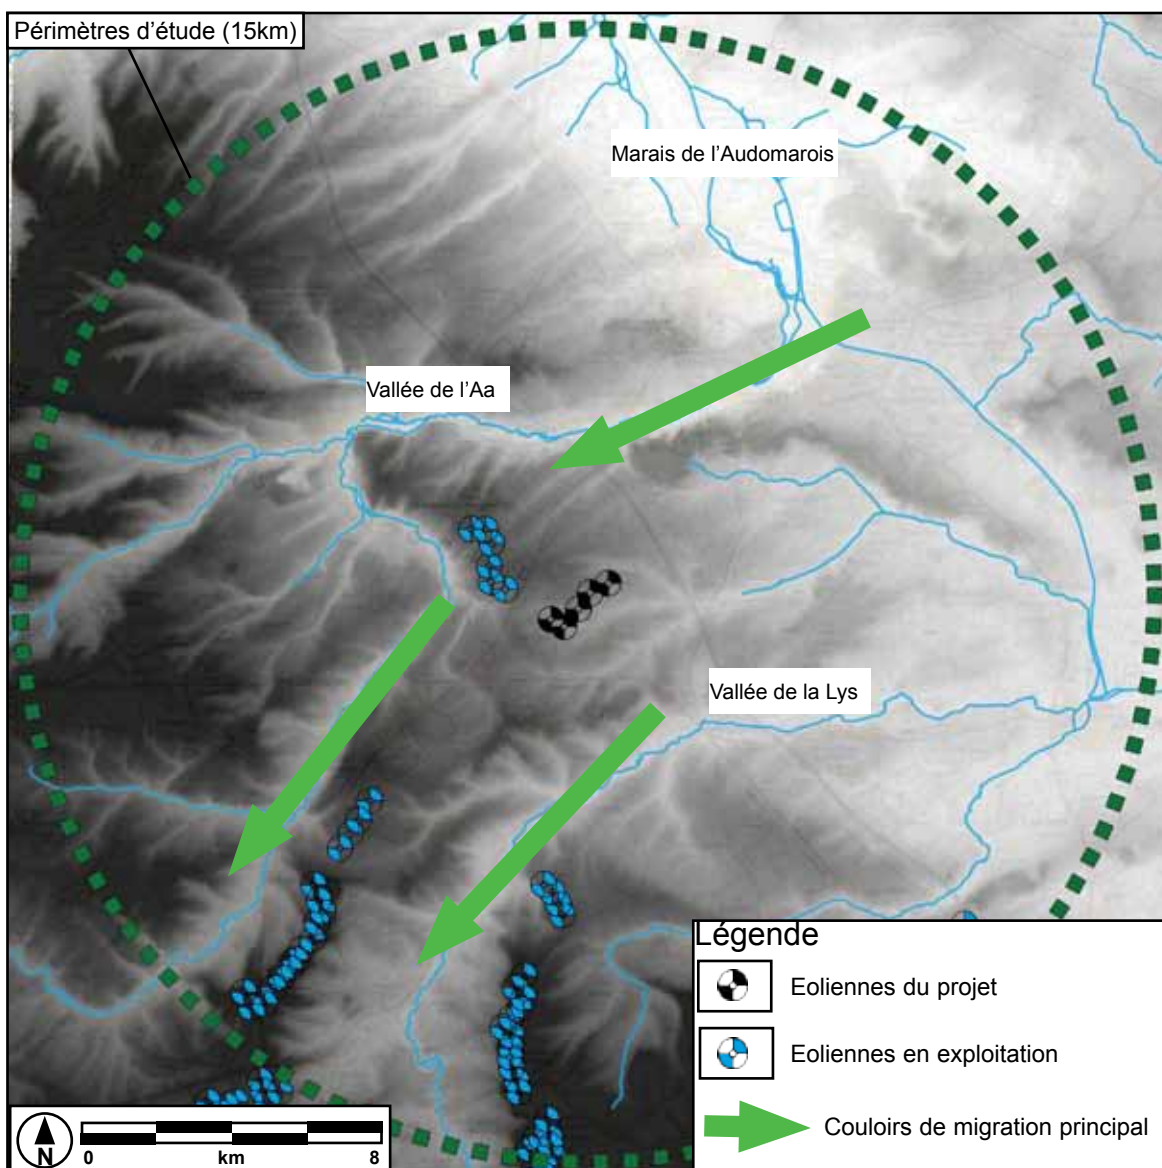 Périmètres d’étude (15km)
Marais de l’Audomarois
Vallée de l’Aa
Vallée de la Lys
Légende
Eoliennes du projet
Eoliennes en exploitation
Couloirs de migration principal
N
0 km 8